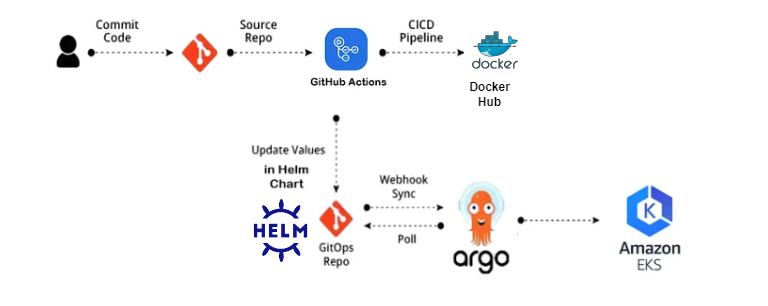 Commit
Code
Source
Repo
CICD
Pipeline
GitHub Actions
docker
Docker
Hub
Update Values
in Helm
Chart
HELM
GitOps
Repo
Webhook
Sync
Poll
argo
K
Amazon
EKS